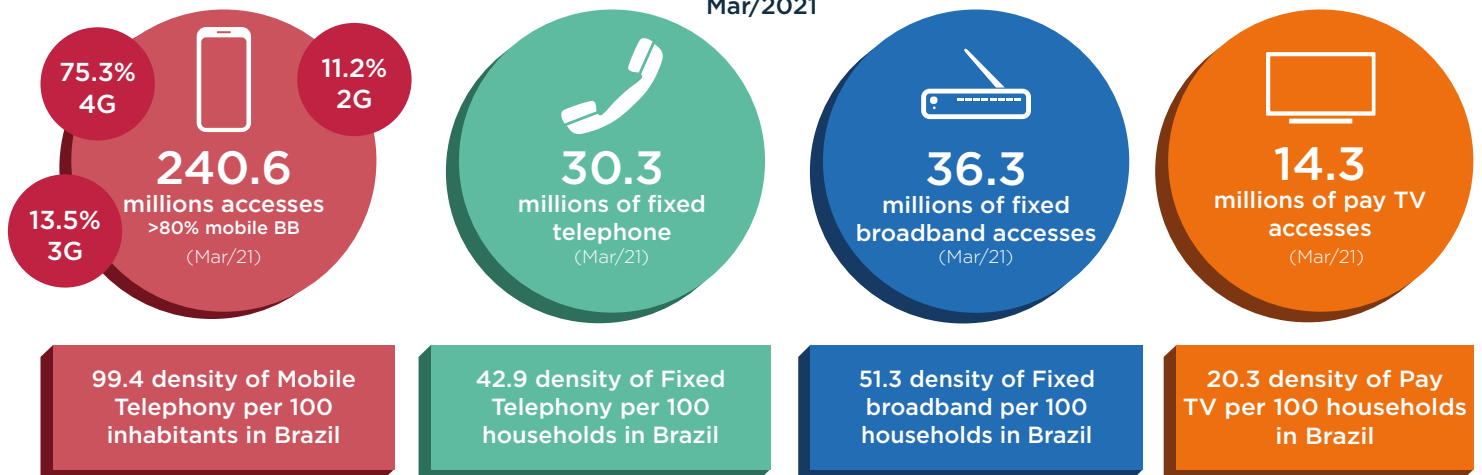 Mar/2021
75.3%
4G
11.2%
2G
13.5%
3G
240.6
millions accesses
>80% mobile BB
(Mar/21)
30.3
millions of fixed
telephone
(Mar/21)
36.3
millions of fixed
broadband accesses
(Mar/21)
14.3
millions of pay TV
accesses
(Mar/21)
99.4 density of Mobile
Telephony per 100
inhabitants in Brazil
42.9 density of Fixed
Telephony per 100
households in Brazil
51.3 density of Fixed
broadband per 100
households in Brazil
20.3 density of Pay
TV per 100 households
in Brazil